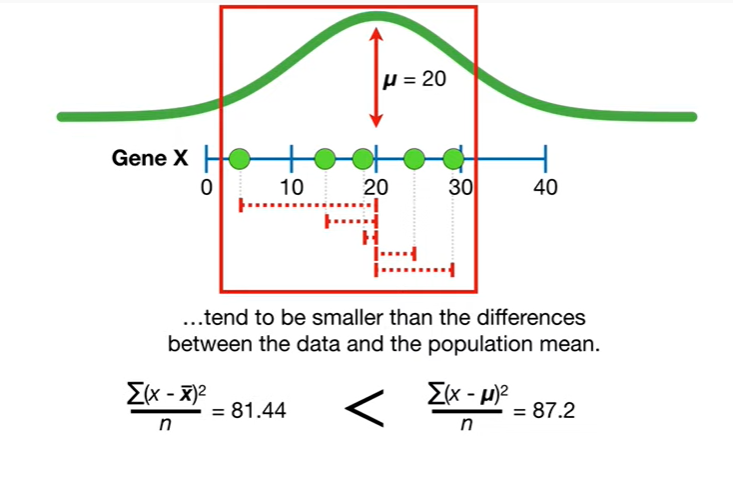 μ = 20
Gene X
0 10 20 30 40
...tend to be smaller than the differences
between the data and the population mean.
∑(x - x̄)² / n = 81.44 < ∑(x - μ)² / n = 87.2